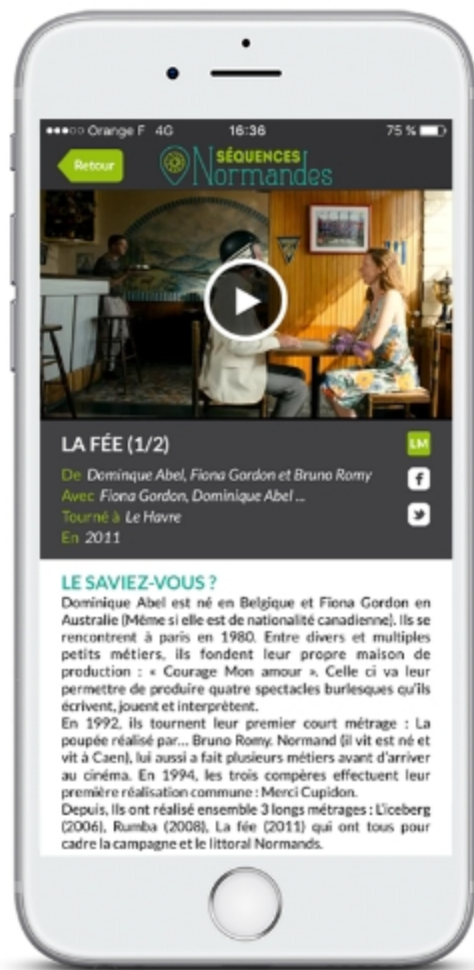 Orange F 4G 16:36 75 %
Retour
SÉQUENCES
Normandes
LA FÉE (1/2)
LM
De Dominque Abel, Fiona Gordon et Bruno Romy
Avec Fiona Gordon, Dominique Abel ...
Tourné à Le Havre
En 2011
LE SAVIEZ-VOUS ?
Dominique Abel est né en Belgique et Fiona Gordon en
Australie (Même si elle est de nationalité canadienne). Ils se
rencontrent à paris en 1980. Entre divers et multiples
petits métiers, ils fondent leur propre maison de
production : « Courage Mon amour ». Celle ci va leur
permettre de produire quatre spectacles burlesques qu'ils
écrivent, jouent et interprètent.
En 1992, ils tournent leur premier court métrage : La
poupée réalisé par... Bruno Romy. Normand (il vit est né et
vit à Caen), lui aussi a fait plusieurs métiers avant d'arriver
au cinéma. En 1994, les trois compères effectuent leur
première réalisation commune : Merci Cupidon.
Depuis, Ils ont réalisé ensemble 3 longs métrages : L'iceberg
(2006), Rumba (2008), La fée (2011) qui ont tous pour
cadre la campagne et le littoral Normands.